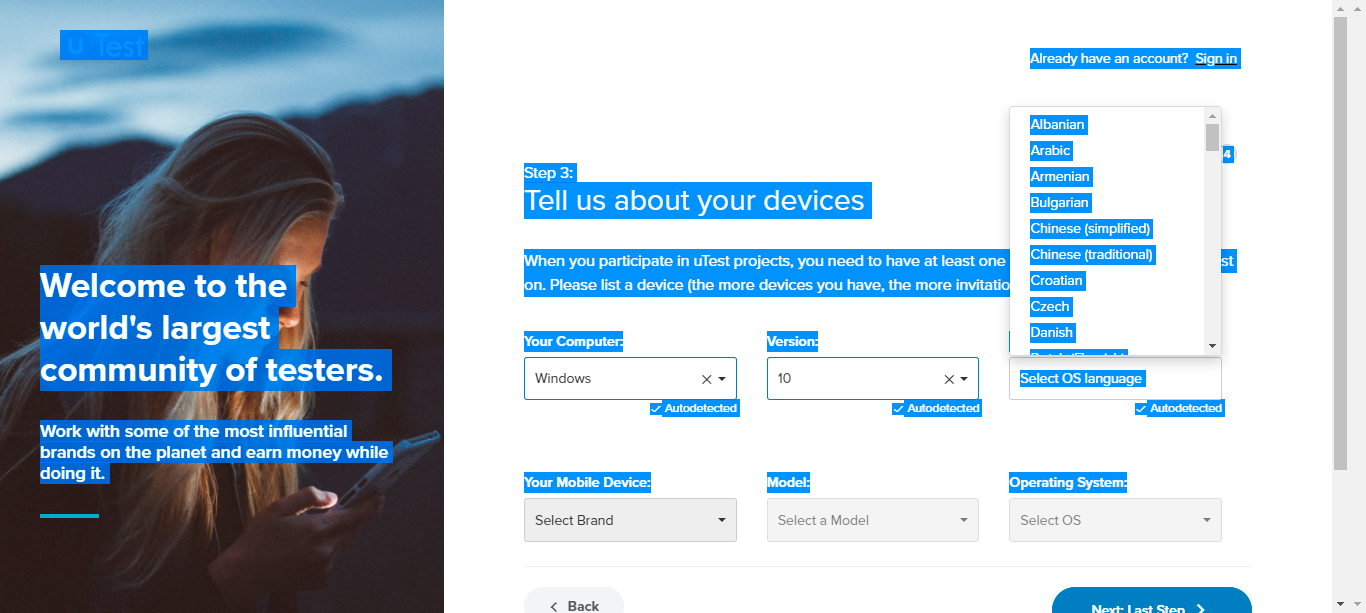 u Test
Welcome to the
world's largest
community of testers.
Work with some of the most influential
brands on the planet and earn money while
doing it.
Already have an account? Sign in
4
Step 3:
Tell us about your devices
When you participate in uTest projects, you need to have at least one
on. Please list a device (the more devices you have, the more invitatio
Your Computer:
Windows
Autodetected
Version:
10
Autodetected
Albanian
Arabic
Armenian
Bulgarian
Chinese (simplified)
Chinese (traditional)
Croatian
Czech
Danish
Select OS language
Autodetected
Your Mobile Device:
Select Brand
Model:
Select a Model
Operating System:
Select OS
Back
Next: Last Step